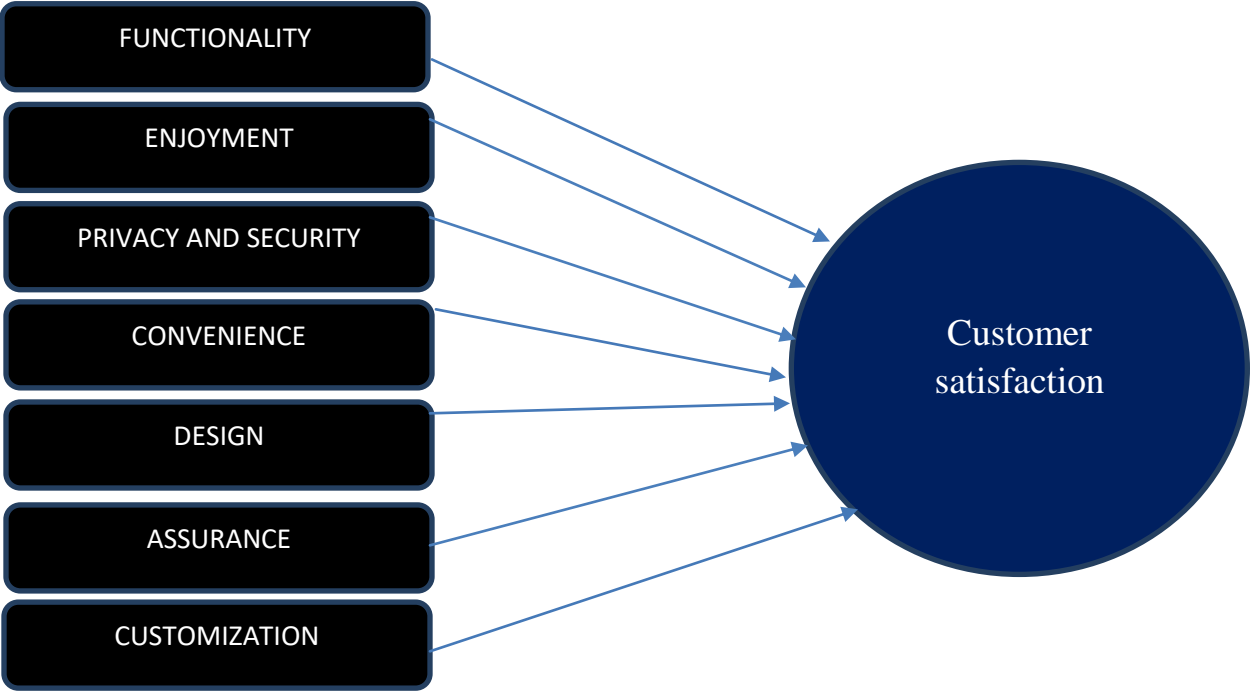 FUNCTIONALITY
ENJOYMENT
PRIVACY AND SECURITY
CONVENIENCE
DESIGN
ASSURANCE
CUSTOMIZATION
Customer
satisfaction